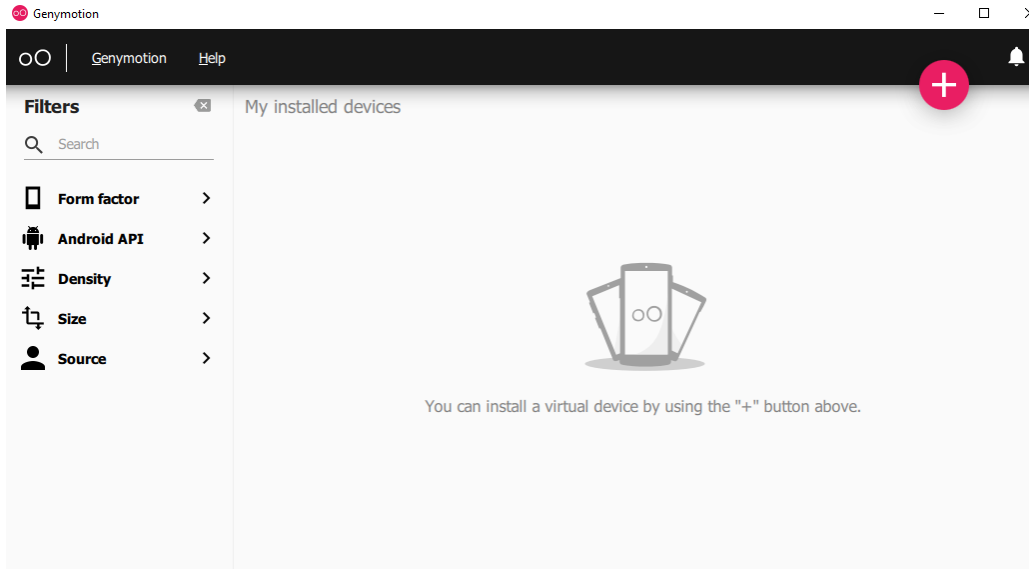 Genymotion
Genymotion Help
Filters
My installed devices
Search
Form factor
Android API
Density
Size
Source
You can install a virtual device by using the "+" button above.